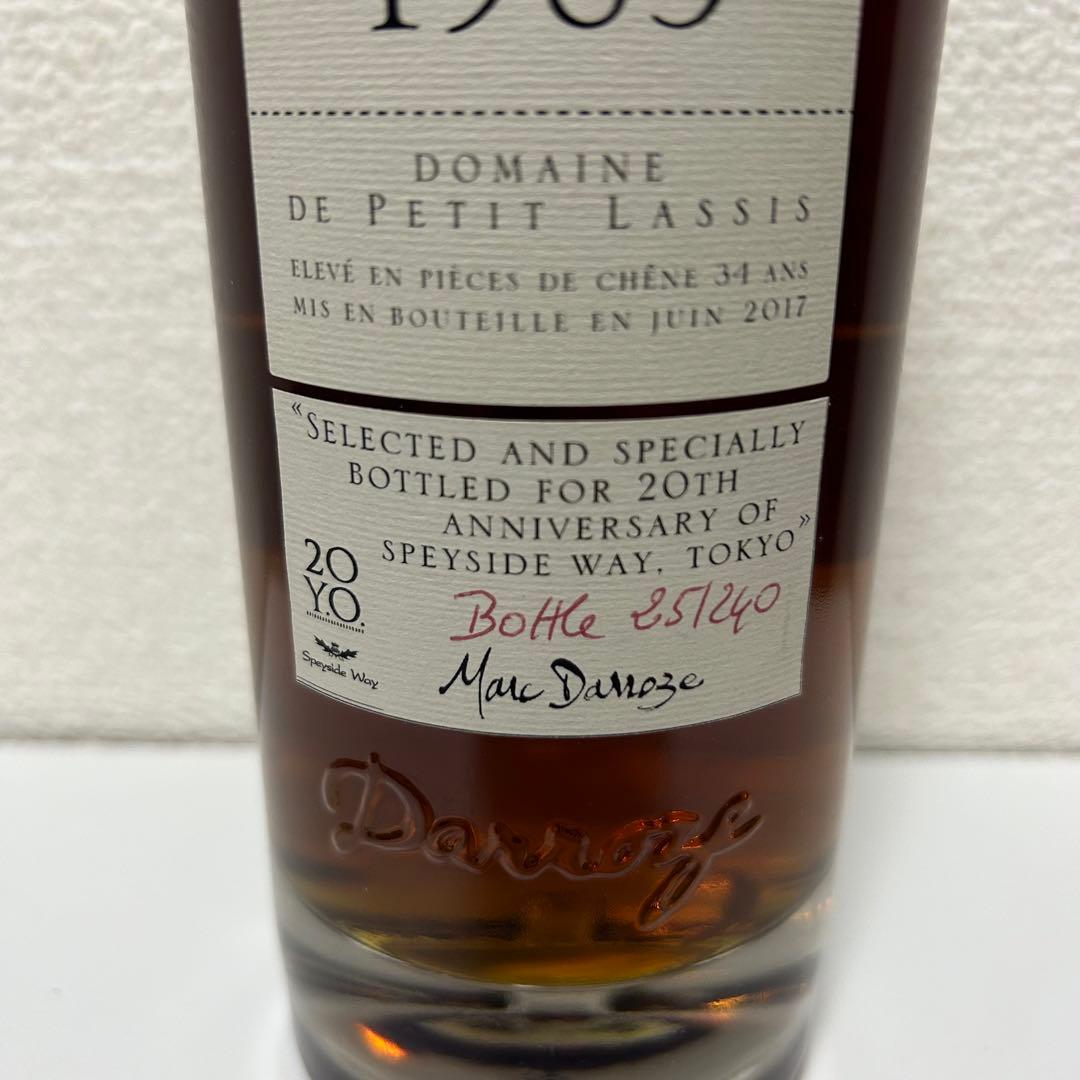 DOMAINE
DE PETIT LASSIS
ELEVÉ EN PIÈCES DE CHÊNE 34 ANS
MIS EN BOUTEILLE EN JUIN 2017
«SELECTED AND SPECIALLY
BOTTLED FOR 20TH
ANNIVERSARY OF
SPEYSIDE WAY, TOKYO»
20
Y.O.
Speyside Way
Bottle 25/240
Marc Darroze
Darroze